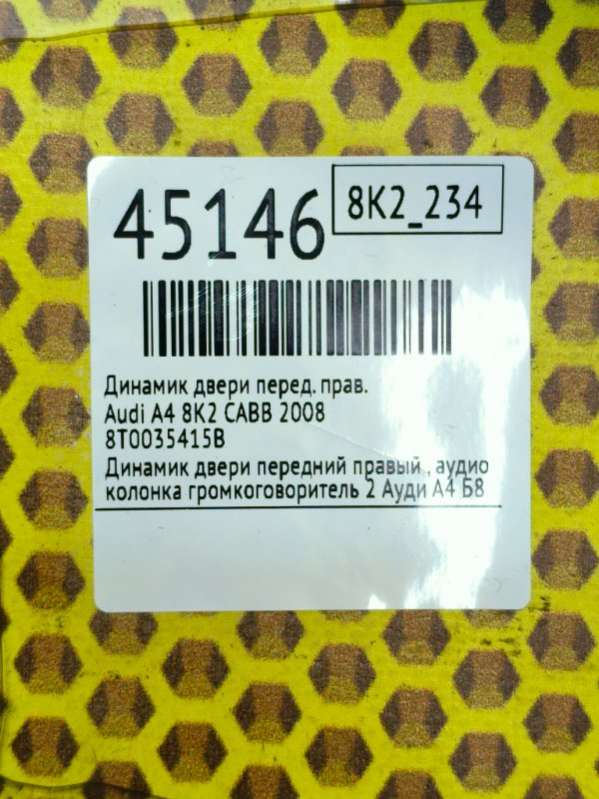 45146
8K2_234
Динамик двери перед. прав.
Audi A4 8K2 CABB 2008
8T0035415B
Динамик двери передний правый , аудио
колонка громкоговоритель 2 Ауди А4 Б8